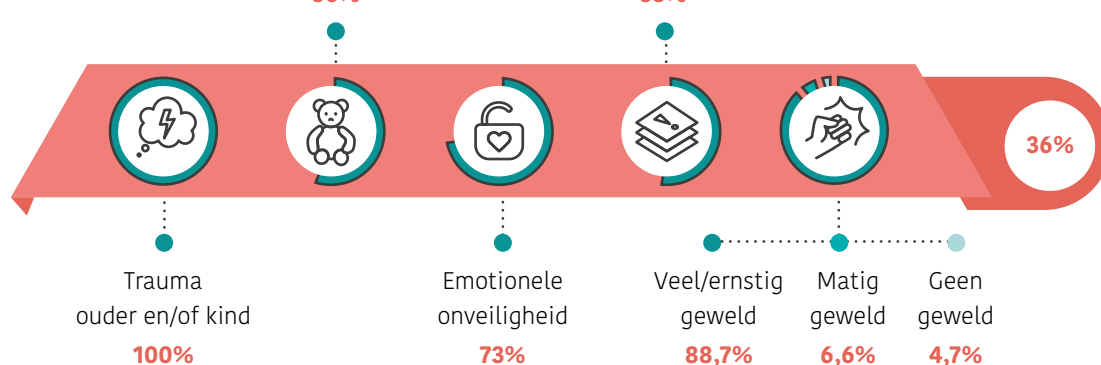 36%
Trauma
ouder en/of kind
100%
Emotionele
onveiligheid
73%
Veel/ernstig
geweld
88,7%
Matig
geweld
6,6%
Geen
geweld
4,7%